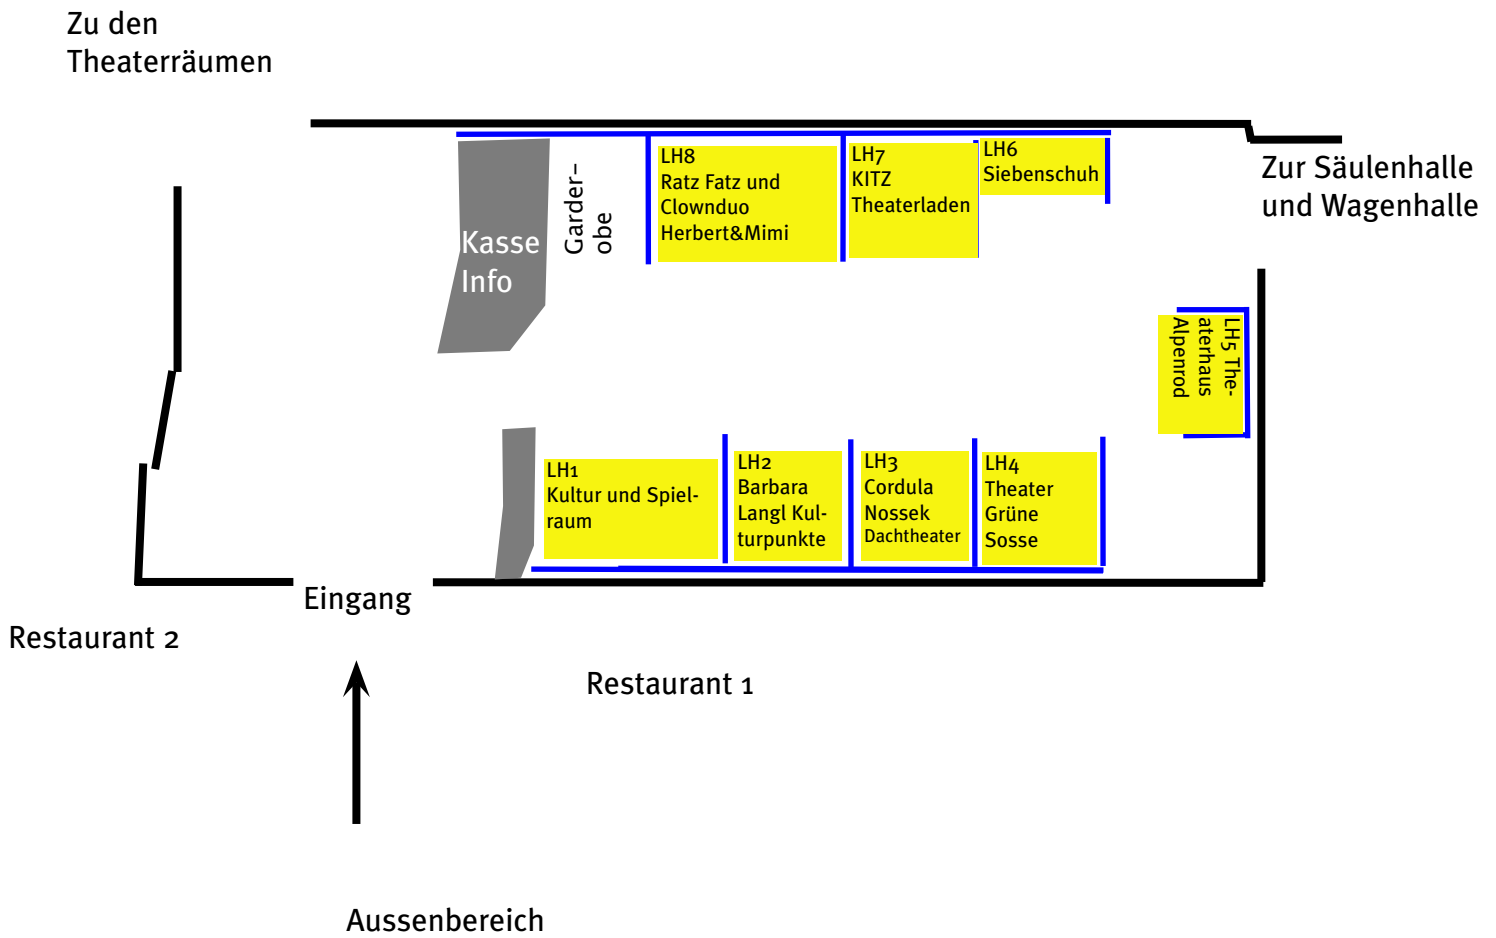 Zu den
Theaterräumen
Zur Säulenhalle
und Wagenhalle
Kasse
Info
Garder–
obe
LH8
Ratz Fatz und
Clownduo
Herbert&Mimi
LH7
KITZ
Theaterladen
LH6
Siebenschuh
LH5 The-
aterhaus
Alpenrod
LH1
Kultur und Spiel-
raum
LH2
Barbara
Langl Kul-
turpunkte
LH3
Cordula
Nossek
Dachtheater
LH4
Theater
Grüne
Sosse
Eingang
Restaurant 2
Restaurant 1
Aussenbereich